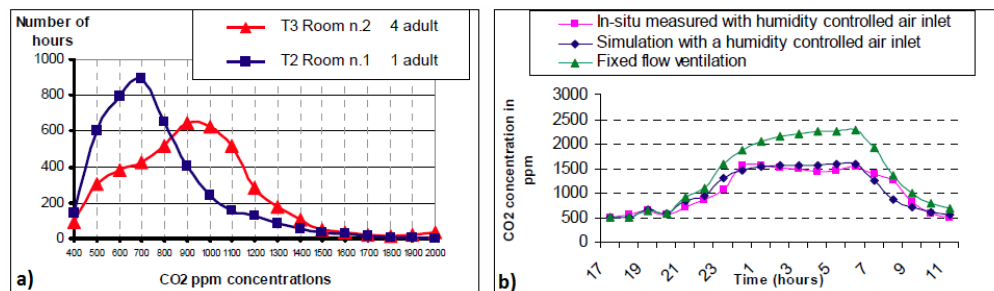 Number of
hours
T3 Room n.2 4 adult
T2 Room n.1 1 adult
1000
800
600
400
200
0
400 500 600 700 800 900 1000 1100 1200 1300 1400 1500 1600 1700 1800 1900 2000
CO2 ppm concentrations
a)
In-situ measured with humidity controlled air inlet
Simulation with a humidity controlled air inlet
Fixed flow ventilation
CO2 concentration in
ppm
3000
2500
2000
1500
1000
500
0
17 19 21 23 1 3 5 7 9 11
Time (hours)
b)